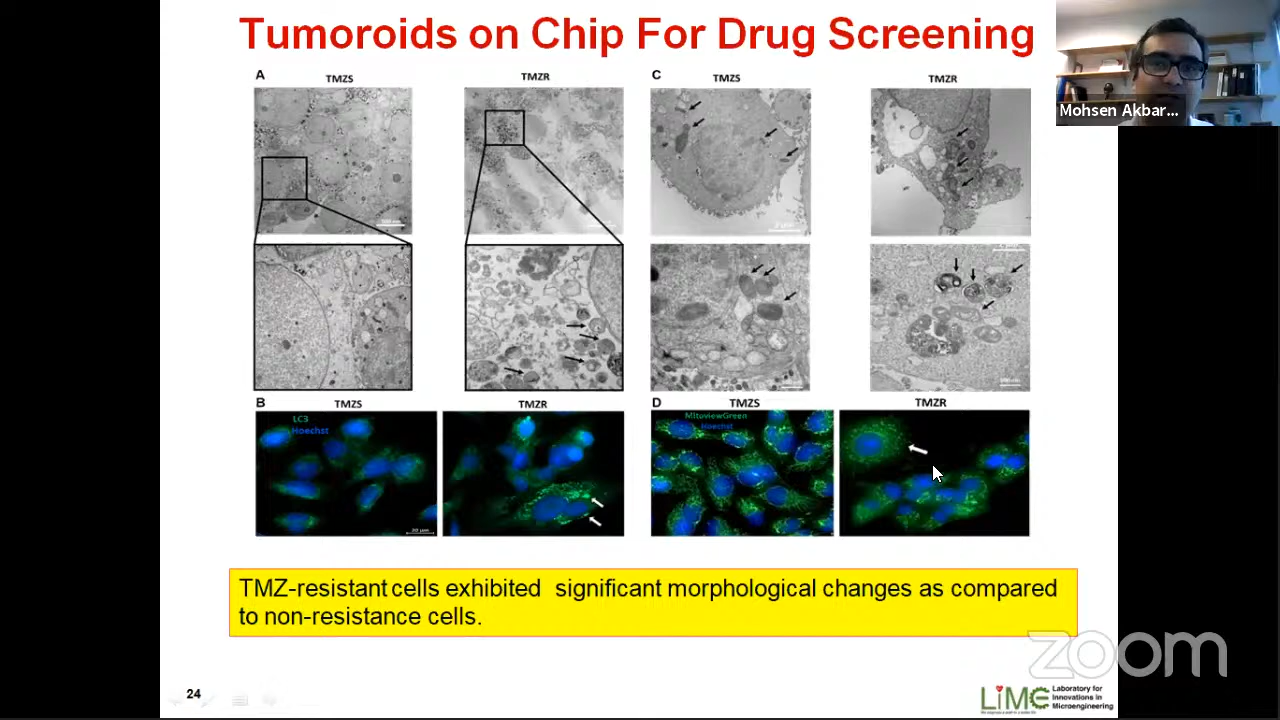 Tumoroids on Chip For Drug Screening
Mohsen Akbar...
A
TMZS
TMZR
C
TMZS
TMZR
B
TMZS
TMZR
D
TMZS
TMZR
LC3
Hoechst
20 µm
MitoviewGreen
Hoechst
TMZ-resistant cells exhibited significant morphological changes as compared
to non-resistance cells.
zoom
24
LiME
Laboratory for
Innovations in
Microengineering